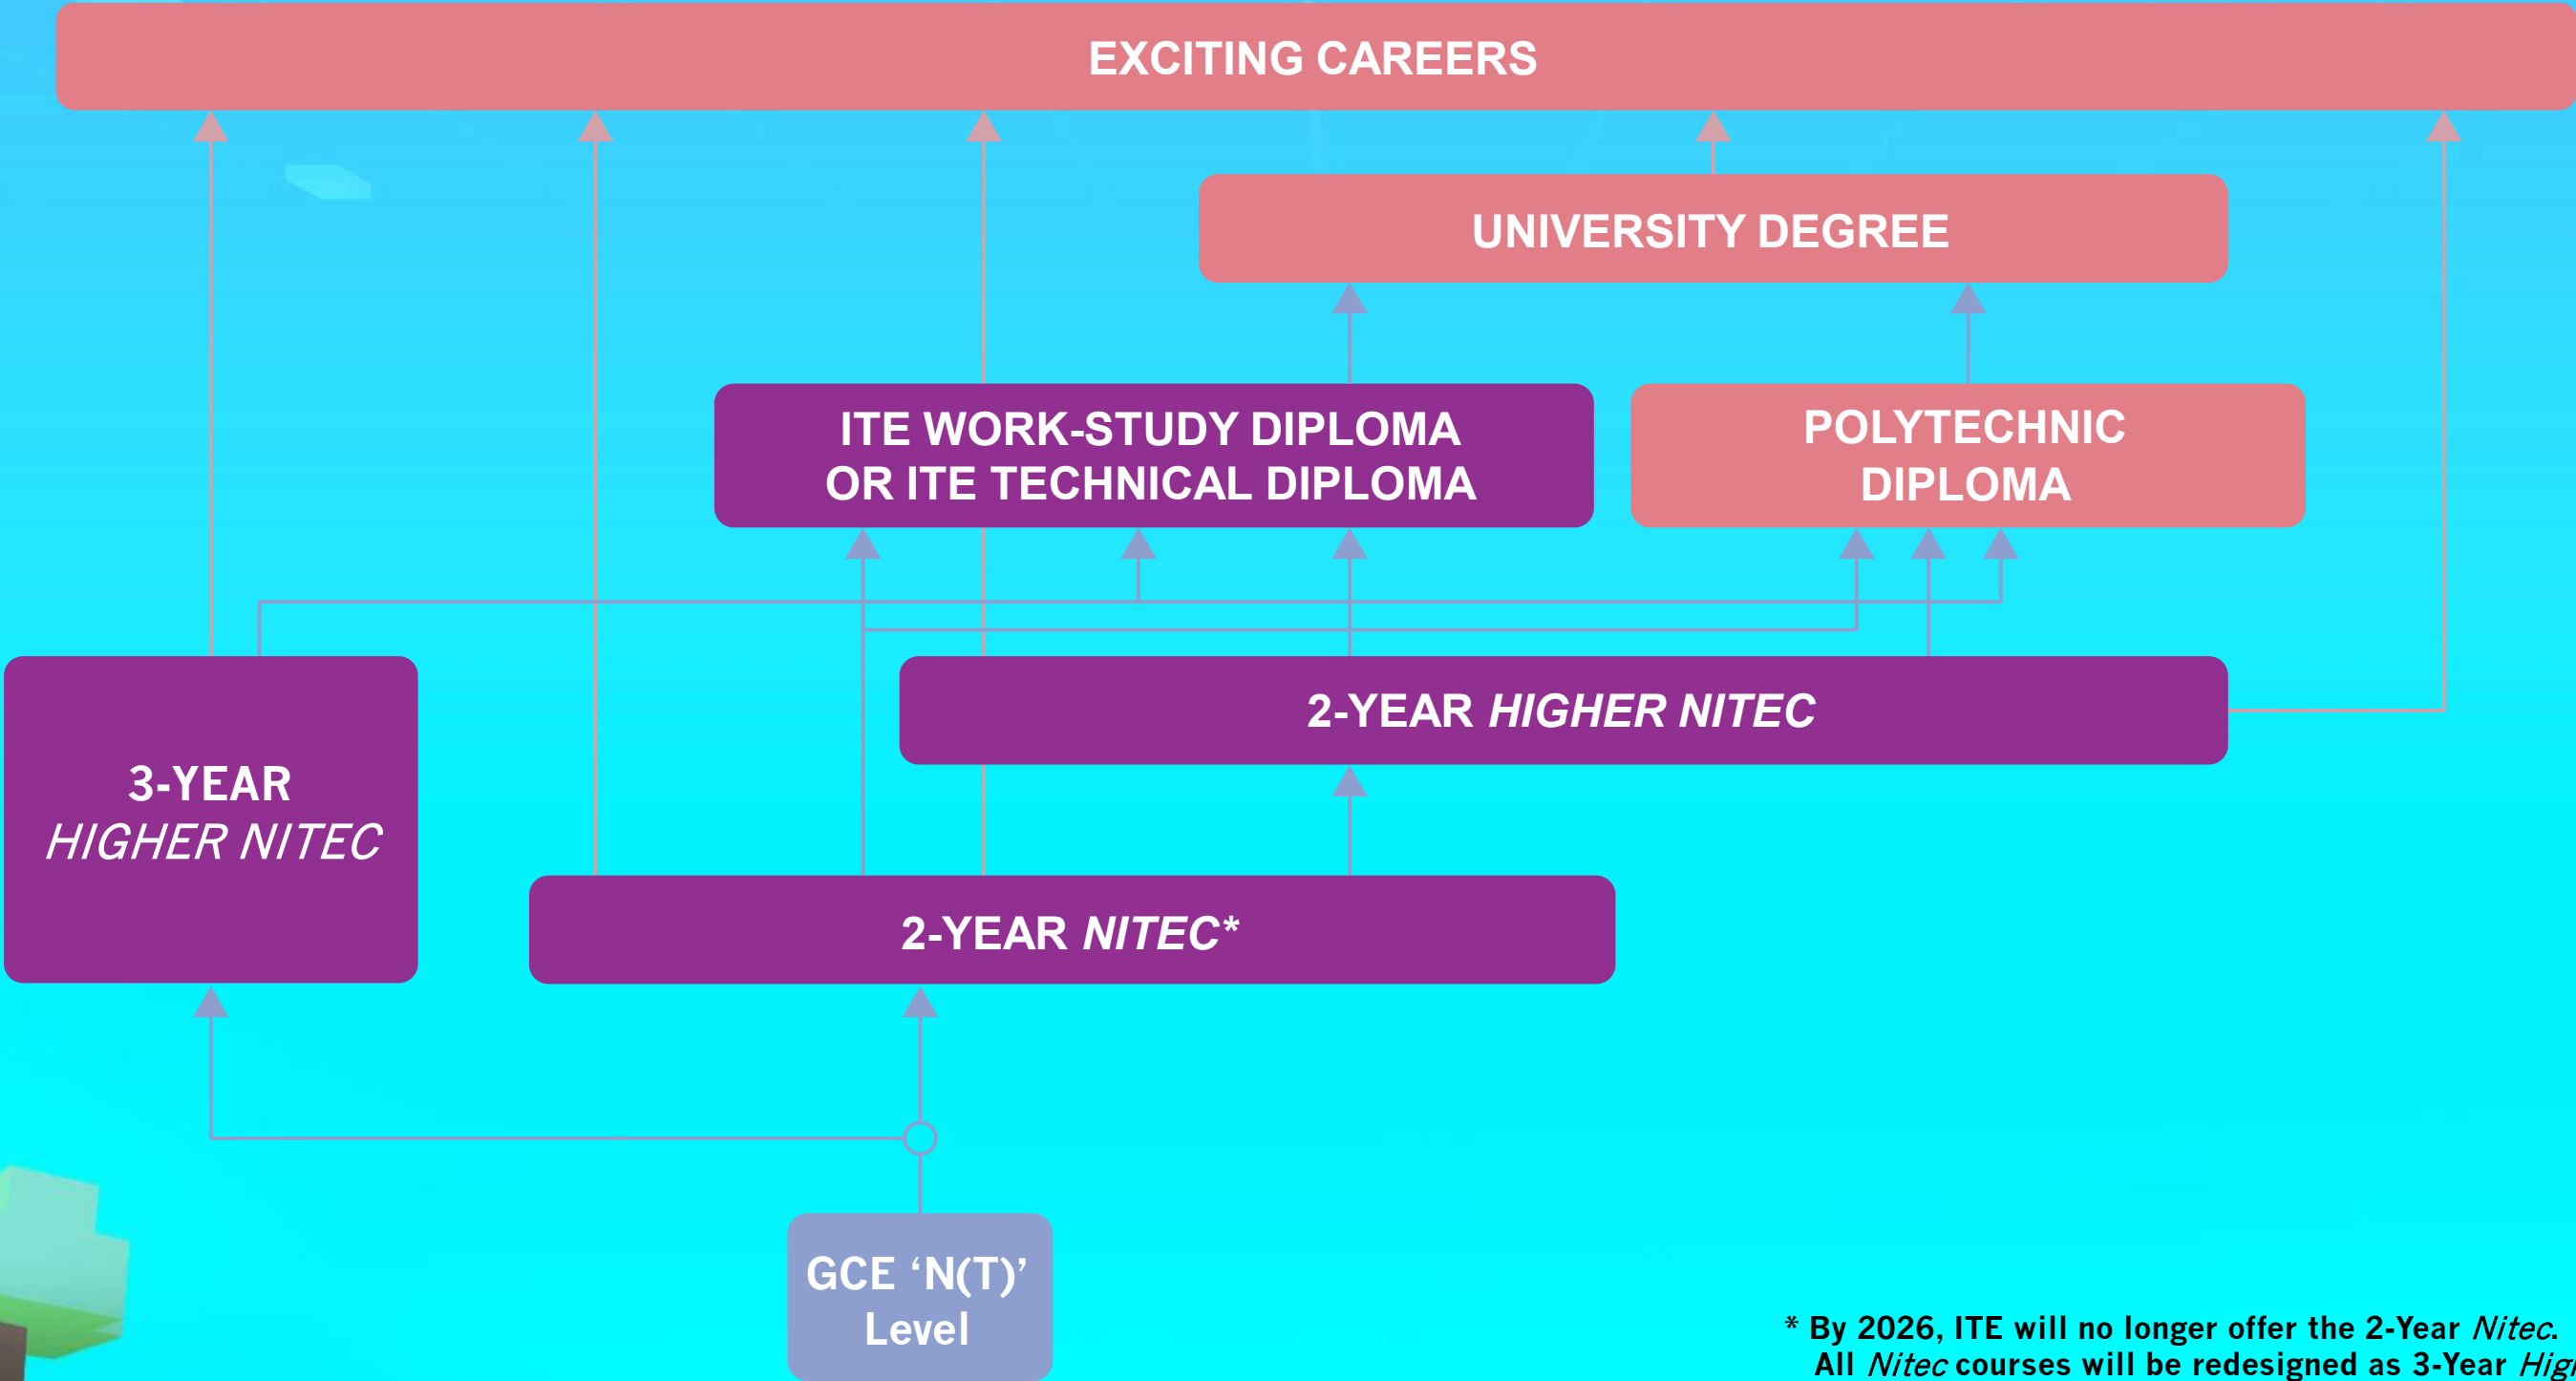 EXCITING CAREERS
UNIVERSITY DEGREE
ITE WORK-STUDY DIPLOMA
OR ITE TECHNICAL DIPLOMA
POLYTECHNIC
DIPLOMA
2-YEAR HIGHER NITEC
3-YEAR
HIGHER NITEC
2-YEAR NITEC*
GCE ‘N(T)’
Level
* By 2026, ITE will no longer offer the 2-Year Nitec.
All Nitec courses will be redesigned as 3-Year